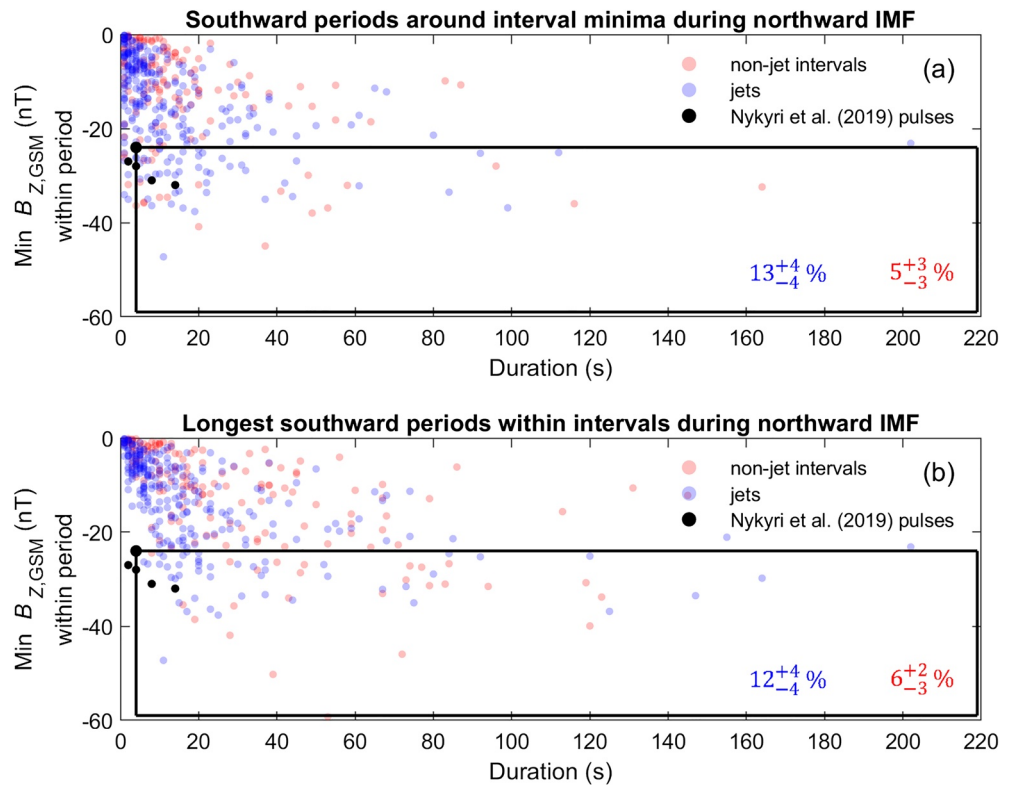 Southward periods around interval minima during northward IMF
0
-20
-40
-60
Min B Z,GSM (nT)
within period
non-jet intervals
jets
Nykyri et al. (2019) pulses
(a)
13+4−4 %
5+3−3 %
0 20 40 60 80 100 120 140 160 180 200 220
Duration (s)
Longest southward periods within intervals during northward IMF
0
-20
-40
-60
Min B Z,GSM (nT)
within period
non-jet intervals
jets
Nykyri et al. (2019) pulses
(b)
12+4−4 %
6+2−3 %
0 20 40 60 80 100 120 140 160 180 200 220
Duration (s)